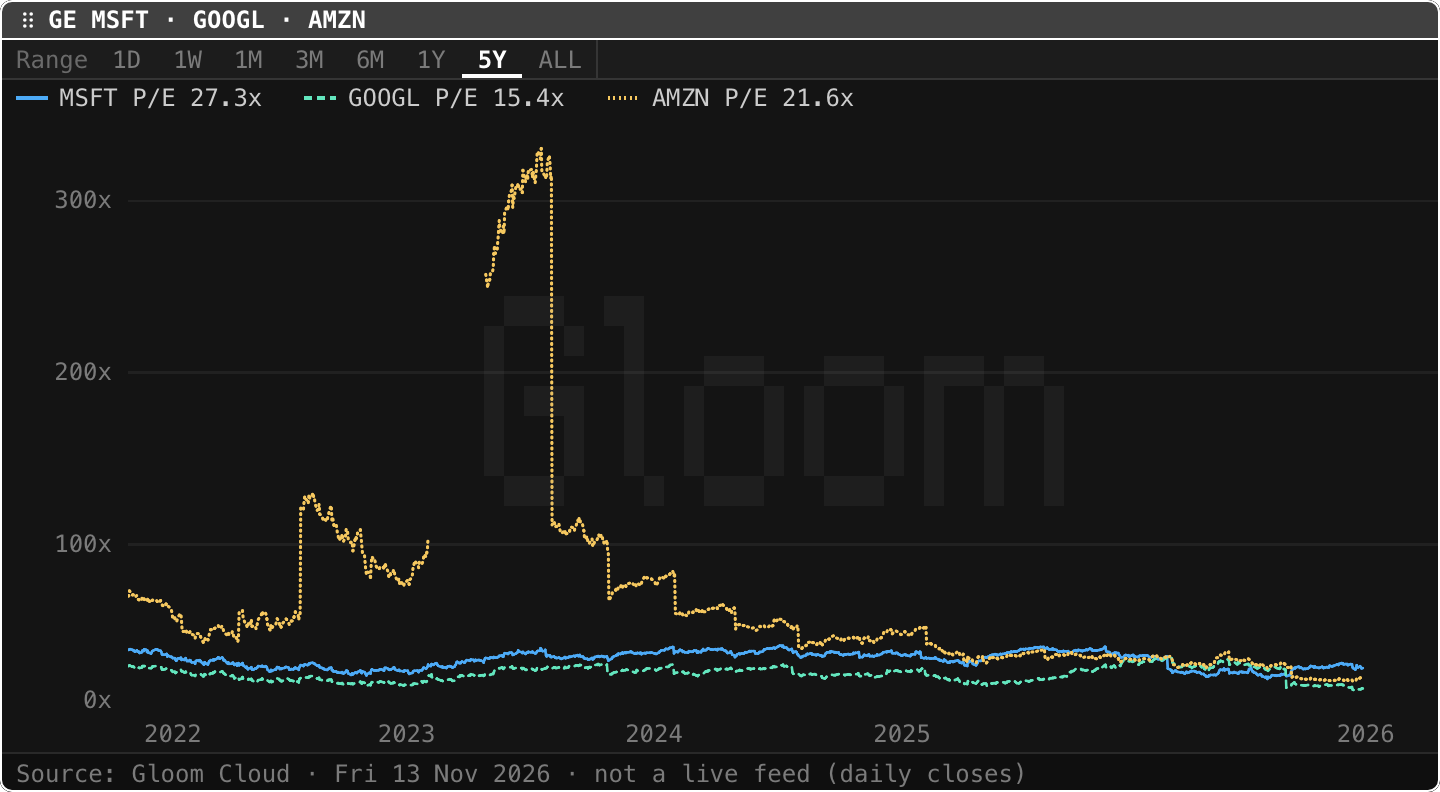 GE MSFT · GOOGL · AMZN
Range 1D 1W 1M 3M 6M 1Y 5Y ALL
MSFT P/E 27.3x GOOGL P/E 15.4x AMZN P/E 21.6x
300x
200x
100x
0x
Gloom
2022 2023 2024 2025 2026
Source: Gloom Cloud · Fri 13 Nov 2026 · not a live feed (daily closes)